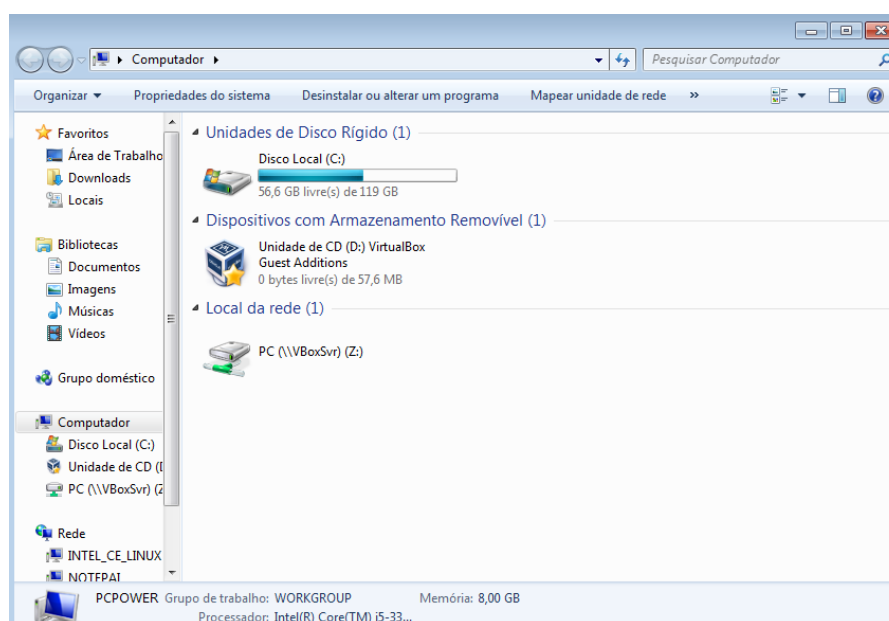 Computador
Pesquisar Computador
Organizar
Propriedades do sistema
Desinstalar ou alterar um programa
Mapear unidade de rede
»
Favoritos
Área de Trabalho
Downloads
Locais
Bibliotecas
Documentos
Imagens
Músicas
Vídeos
Grupo doméstico
Computador
Disco Local (C:)
Unidade de CD (
PC (\\VBoxSvr) (Z
Rede
INTEL_CE_LINUX
NOTEPAI
Unidades de Disco Rígido (1)
Disco Local (C:)
56,6 GB livre(s) de 119 GB
Dispositivos com Armazenamento Removível (1)
Unidade de CD (D:) VirtualBox
Guest Additions
0 bytes livre(s) de 57,6 MB
Local da rede (1)
PC (\\VBoxSvr) (Z:)
PCPOWER Grupo de trabalho: WORKGROUP Memória: 8,00 GB
Processador: Intel(R) Core(TM) i5-33...